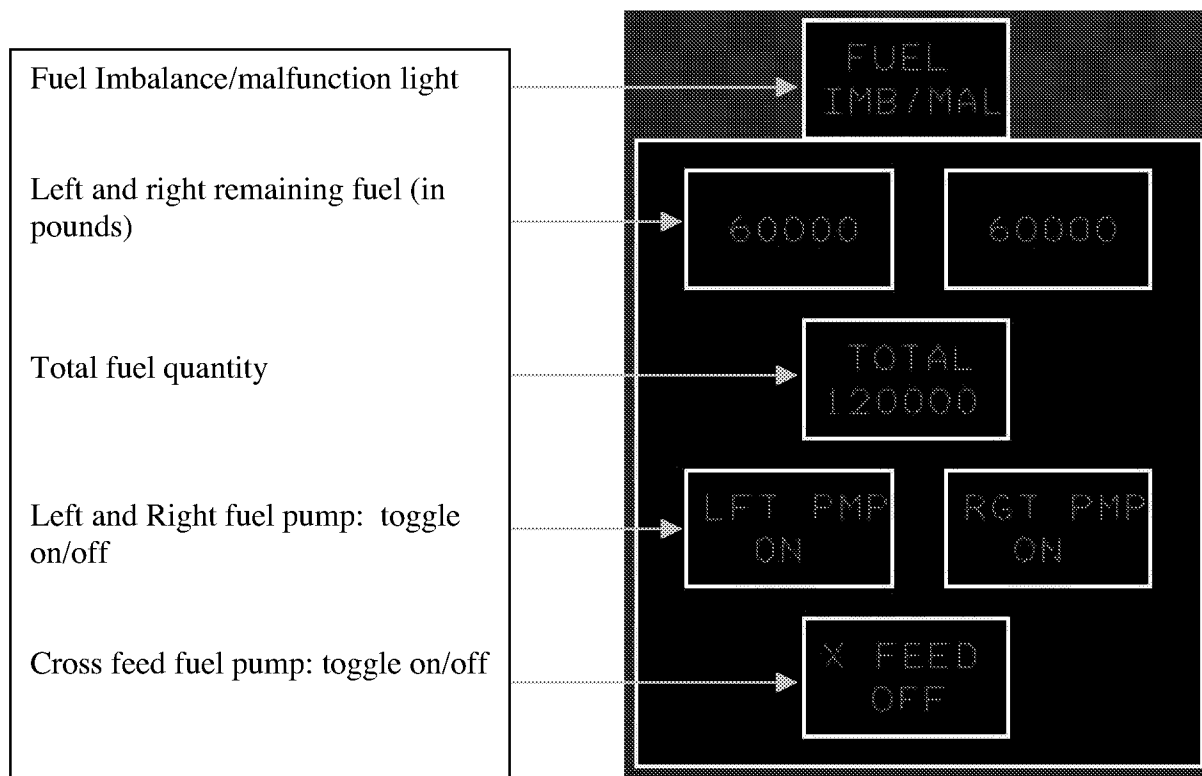 Fuel Imbalance/malfunction light
Left and right remaining fuel (in
pounds)
Total fuel quantity
Left and Right fuel pump:  toggle
on/off
Cross feed fuel pump: toggle on/off
FUEL
IMB/MAL
60000 60000
TOTAL
120000
LFT PMP RGT PMP
ON ON
X FEED
OFF